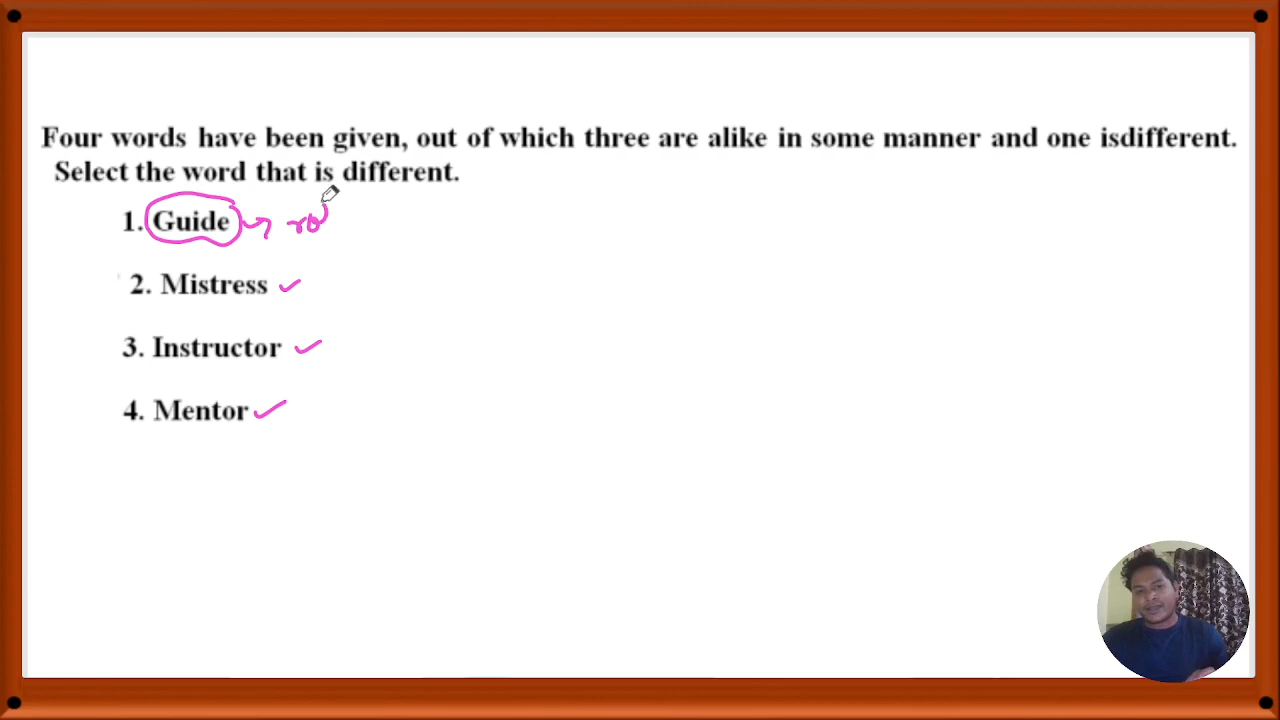 Four words have been given, out of which three are alike in some manner and one isdifferent.
Select the word that is different.
1. Guide
2. Mistress
3. Instructor
4. Mentor